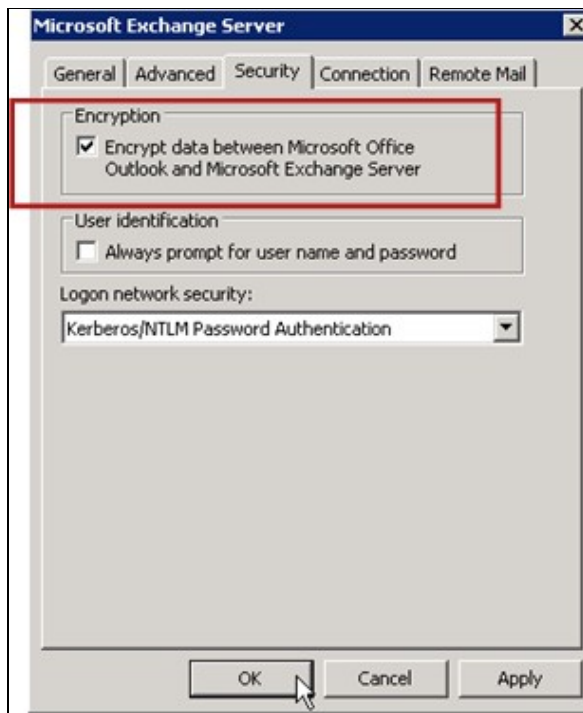 Microsoft Exchange Server
General Advanced Security Connection Remote Mail
Encryption
Encrypt data between Microsoft Office
Outlook and Microsoft Exchange Server
User identification
Always prompt for user name and password
Logon network security:
Kerberos/NTLM Password Authentication
OK Cancel Apply